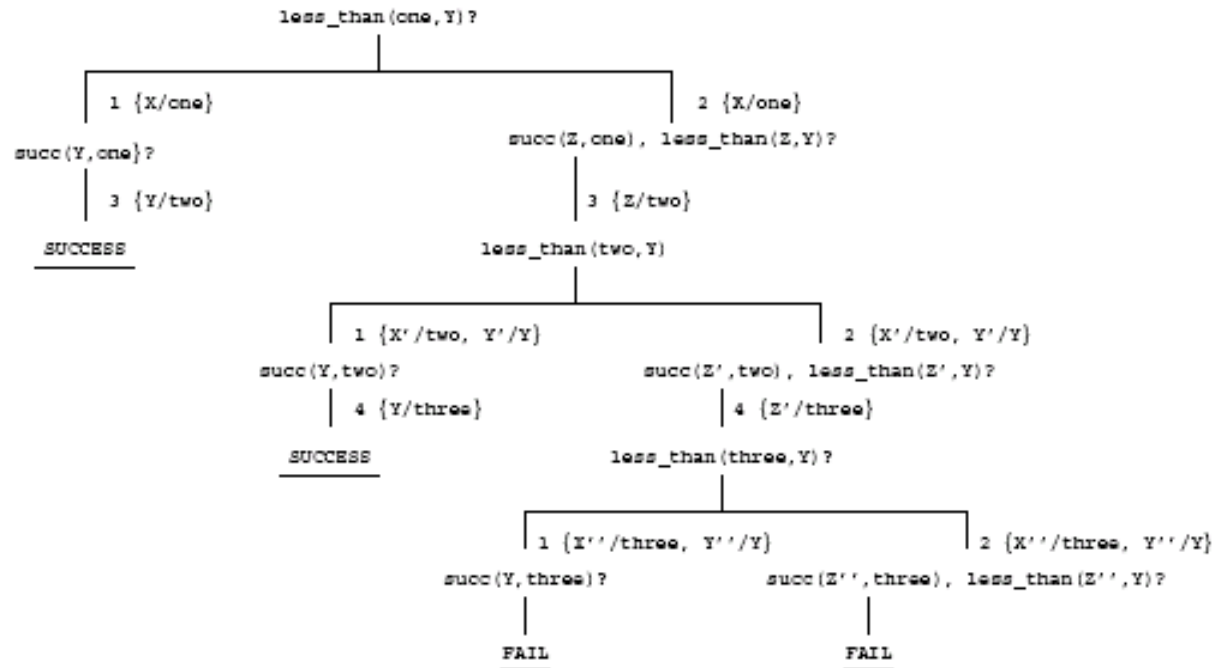 less_than(one,Y)?
1 {X/one} 2 {X/one}
succ(Y,one}? succ(Z,one), less_than(Z,Y)?
3 {Y/two} 3 {Z/two}
SUCCESS less_than(two,Y)
1 {X'/two, Y'/Y} 2 {X'/two, Y'/Y}
succ(Y,two)? succ(Z',two), less_than(Z',Y)?
4 {Y/three} 4 {Z'/three}
SUCCESS less_than(three,Y)?
1 {X''/three, Y''/Y} 2 {X''/three, Y''/Y}
succ(Y,three)? succ(Z'',three), less_than(Z'',Y)?
FAIL FAIL